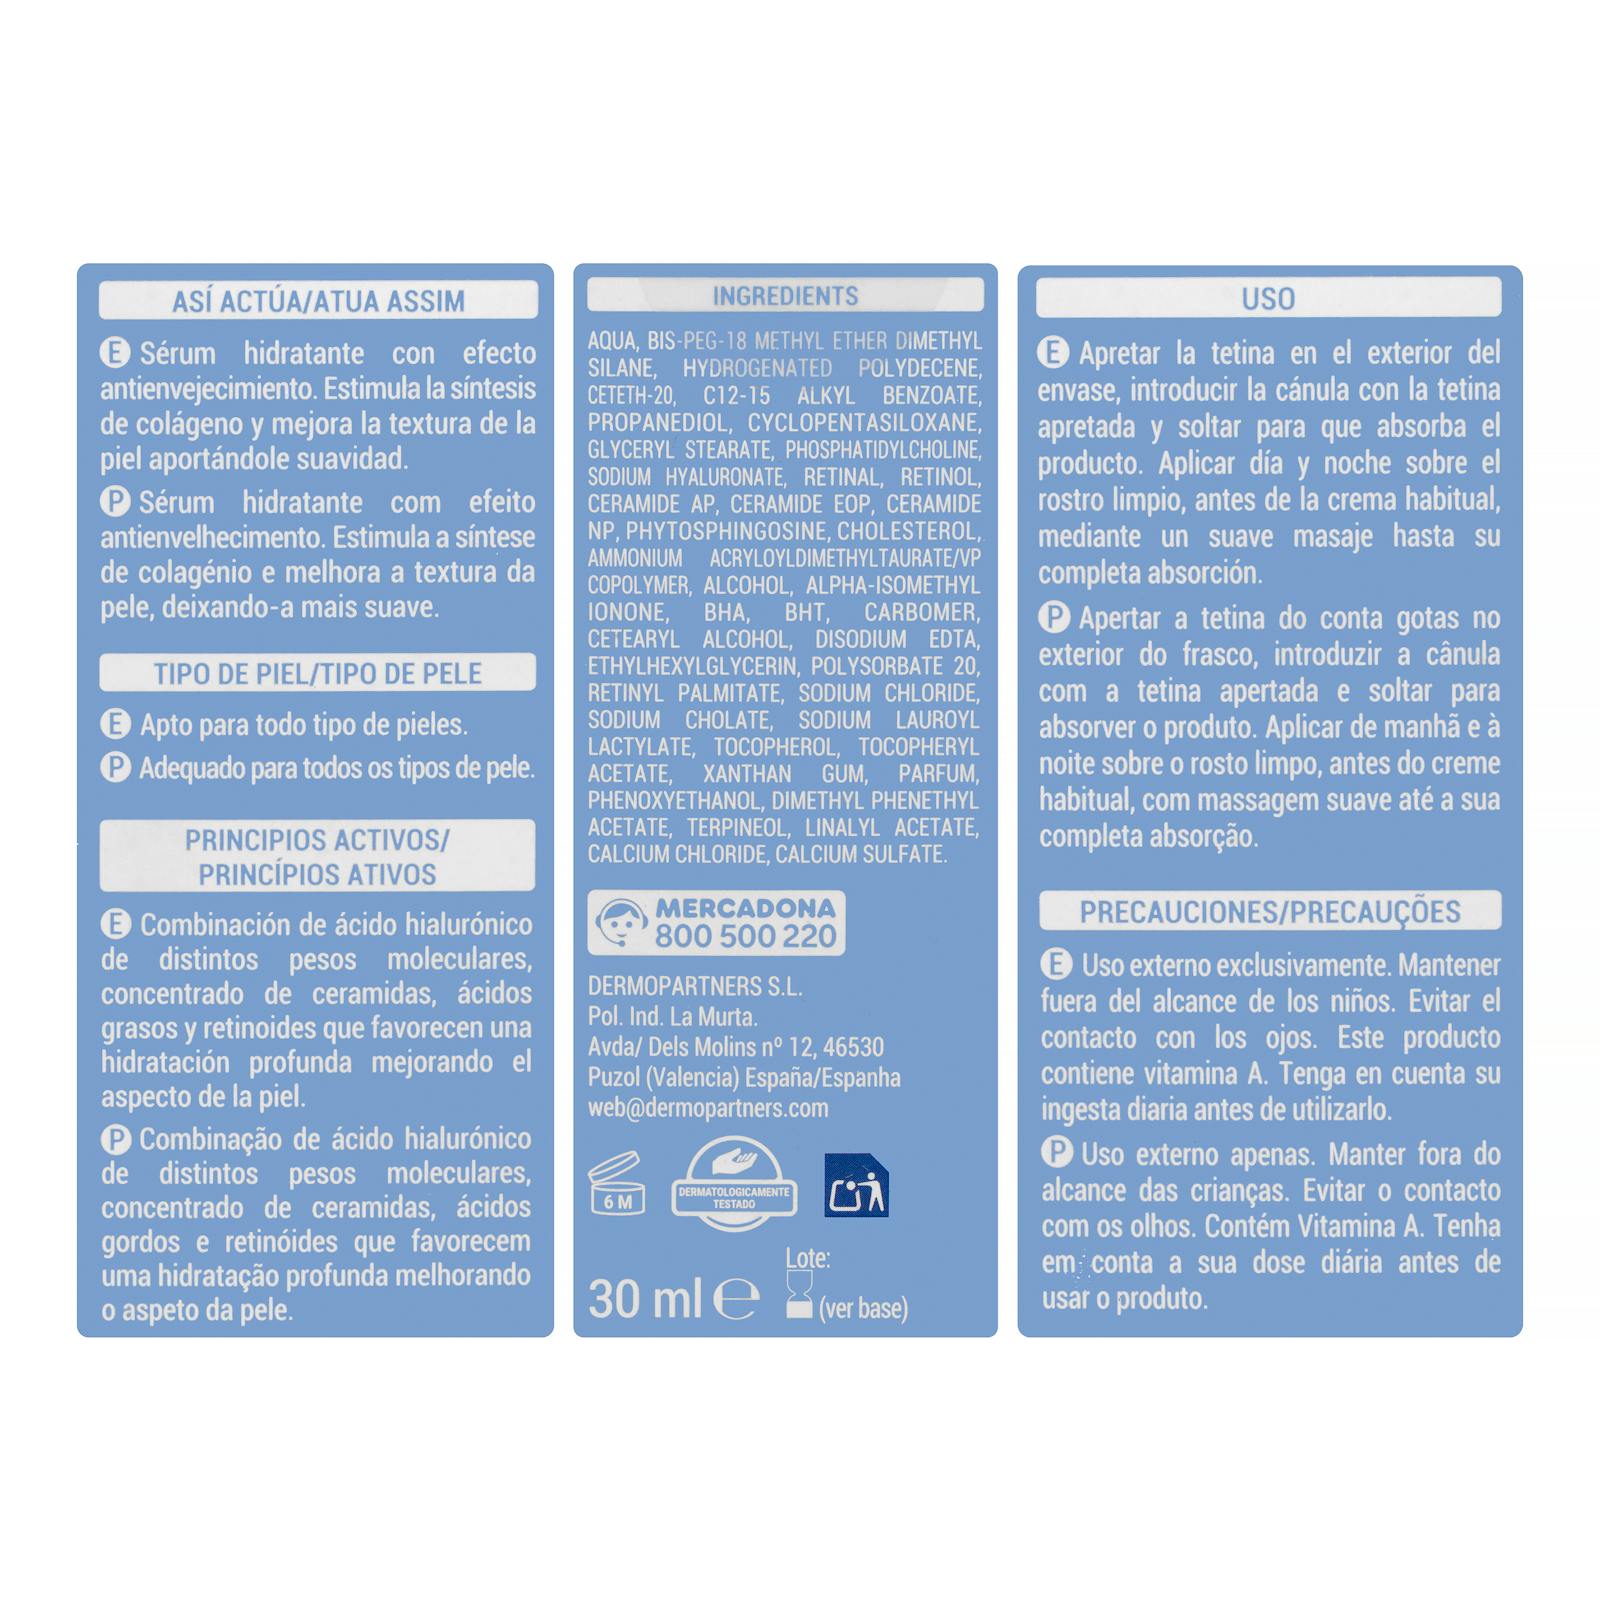 ASÍ ACTÚA/ATUA ASSIM
E Sérum hidratante con efecto
antienvejecimiento. Estimula la síntesis
de colágeno y mejora la textura de la
piel aportándole suavidad.
P Sérum hidratante com efeito
antienvelhecimento. Estimula a síntese
de colagénio e melhora a textura da
pele, deixando-a mais suave.
TIPO DE PIEL/TIPO DE PELE
E Apto para todo tipo de pieles.
P Adequado para todos os tipos de pele.
PRINCIPIOS ACTIVOS/
PRINCÍPIOS ATIVOS
E Combinación de ácido hialurónico
de distintos pesos moleculares,
concentrado de ceramidas, ácidos
grasos y retinoides que favorecen una
hidratación profunda mejorando el
aspecto de la piel.
P Combinação de ácido hialurónico
de distintos pesos moleculares,
concentrado de ceramidas, ácidos
gordos e retinóides que favorecem
uma hidratação profunda melhorando
o aspeto da pele.
INGREDIENTS
AQUA, BIS-PEG-18 METHYL ETHER DIMETHYL
SILANE, HYDROGENATED POLYDECENE,
CETETH-20, C12-15 ALKYL BENZOATE,
PROPANEDIOL, CYCLOPENTASILOXANE,
GLYCERYL STEARATE, PHOSPHATIDYLCHOLINE,
SODIUM HYALURONATE, RETINAL, RETINOL,
CERAMIDE AP, CERAMIDE EOP, CERAMIDE
NP, PHYTOSPHINGOSINE, CHOLESTEROL,
AMMONIUM ACRYLOYLDIMETHYLTAURATE/VP
COPOLYMER, ALCOHOL, ALPHA-ISOMETHYL
IONONE, BHA, BHT, CARBOMER,
CETEARYL ALCOHOL, DISODIUM EDTA,
ETHYLHEXYLGLYCERIN, POLYSORBATE 20,
RETINYL PALMITATE, SODIUM CHLORIDE,
SODIUM CHOLATE, SODIUM LAUROYL
LACTYLATE, TOCOPHEROL, TOCOPHERYL
ACETATE, XANTHAN GUM, PARFUM,
PHENOXYETHANOL, DIMETHYL PHENETHYL
ACETATE, TERPINEOL, LINALYL ACETATE,
CALCIUM CHLORIDE, CALCIUM SULFATE.
MERCADONA
800 500 220
DERMOPARTNERS S.L.
Pol. Ind. La Murta.
Avda/ Dels Molins nº 12, 46530
Puzol (Valencia) España/Espanha
web@dermopartners.com
6 M
DERMATOLOGICAMENTE
TESTADO
Lote:
30 ml e
(ver base)
USO
E Apretar la tetina en el exterior del
envase, introducir la cánula con la tetina
apretada y soltar para que absorba el
producto. Aplicar día y noche sobre el
rostro limpio, antes de la crema habitual,
mediante un suave masaje hasta su
completa absorción.
P Apertar a tetina do conta gotas no
exterior do frasco, introduzir a cânula
com a tetina apertada e soltar para
absorver o produto. Aplicar de manhã e à
noite sobre o rosto limpo, antes do creme
habitual, com massagem suave até a sua
completa absorção.
PRECAUCIONES/PRECAUÇÕES
E Uso externo exclusivamente. Mantener
fuera del alcance de los niños. Evitar el
contacto con los ojos. Este producto
contiene vitamina A. Tenga en cuenta su
ingesta diaria antes de utilizarlo.
P Uso externo apenas. Manter fora do
alcance das crianças. Evitar o contacto
com os olhos. Contém Vitamina A. Tenha
em conta a sua dose diária antes de
usar o produto.